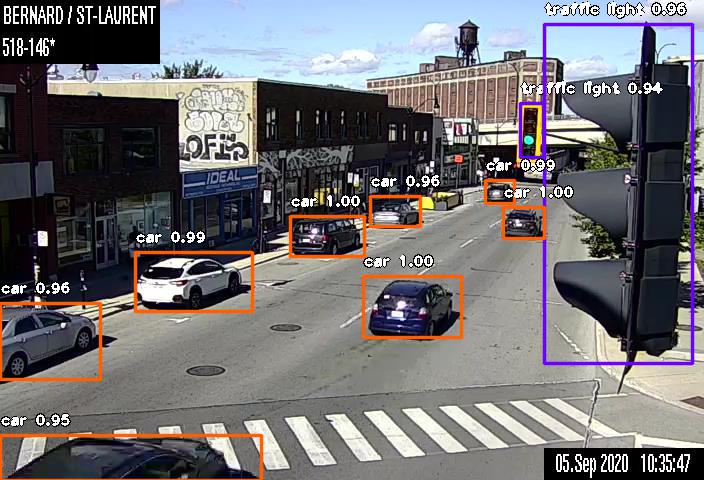 BERNARD / ST-LAURENT
518-146*
traffic light 0.96
traffic light 0.94
car 0.99
car 0.96
car 1.00
car 1.00
car 0.99
IDEAL
car 1.00
car 0.96
car 0.95
05.Sep 2020 10:35:47